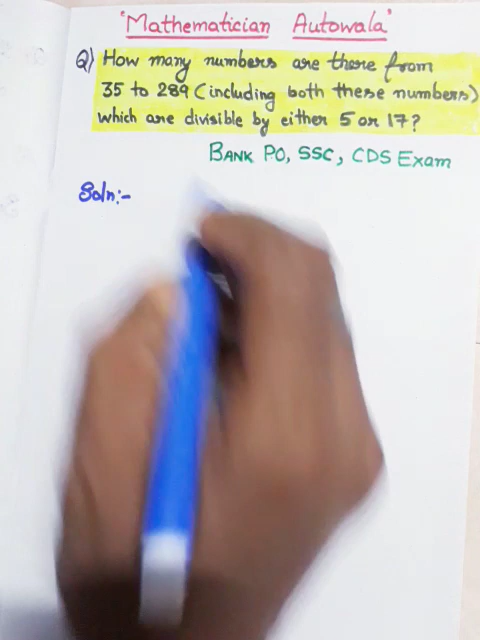 'Mathematician Autowala'
Q) How many numbers are there from
35 to 289 (including both these numbers)
which are divisible by either 5 or 17?
BANK PO, SSC, CDS Exam
Soln:-